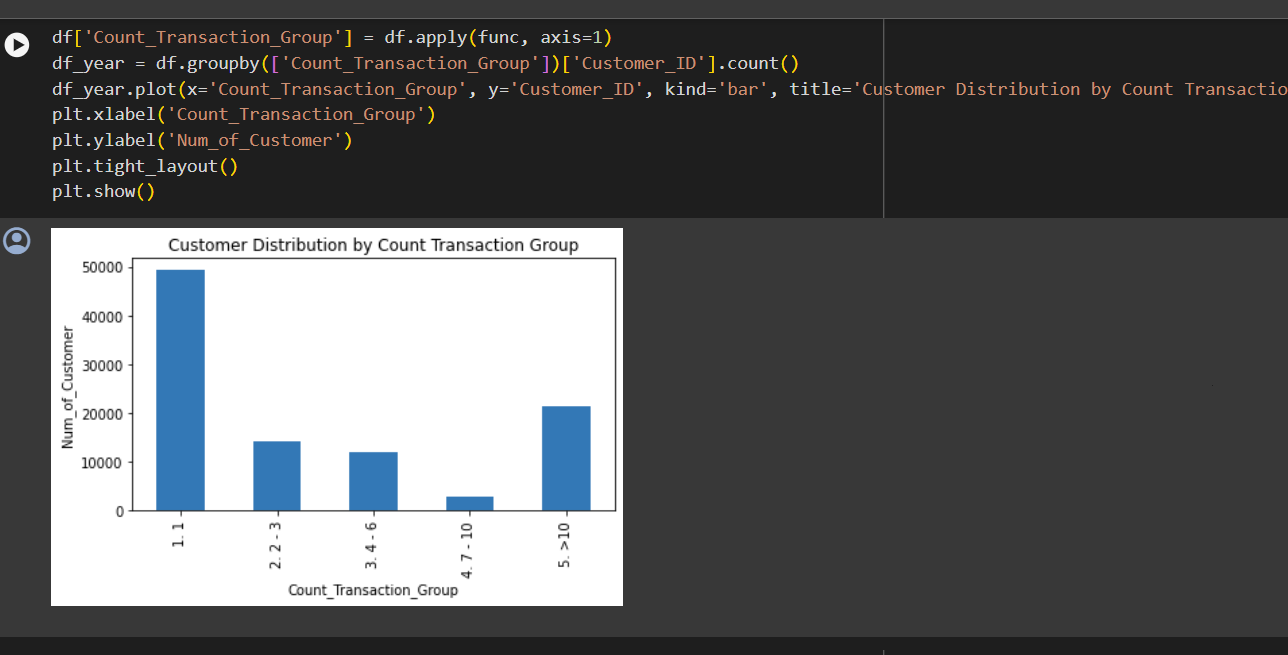 df['Count_Transaction_Group'] = df.apply(func, axis=1)
df_year = df.groupby(['Count_Transaction_Group'])['Customer_ID'].count()
df_year.plot(x='Count_Transaction_Group', y='Customer_ID', kind='bar', title='Customer Distribution by Count Transactio
plt.xlabel('Count_Transaction_Group')
plt.ylabel('Num_of_Customer')
plt.tight_layout()
plt.show()
Customer Distribution by Count Transaction Group
Num_of_Customer
50000
40000
30000
20000
10000
0
1. 1
2. 2 - 3
3. 4 - 6
4. 7 - 10
5. >10
Count_Transaction_Group